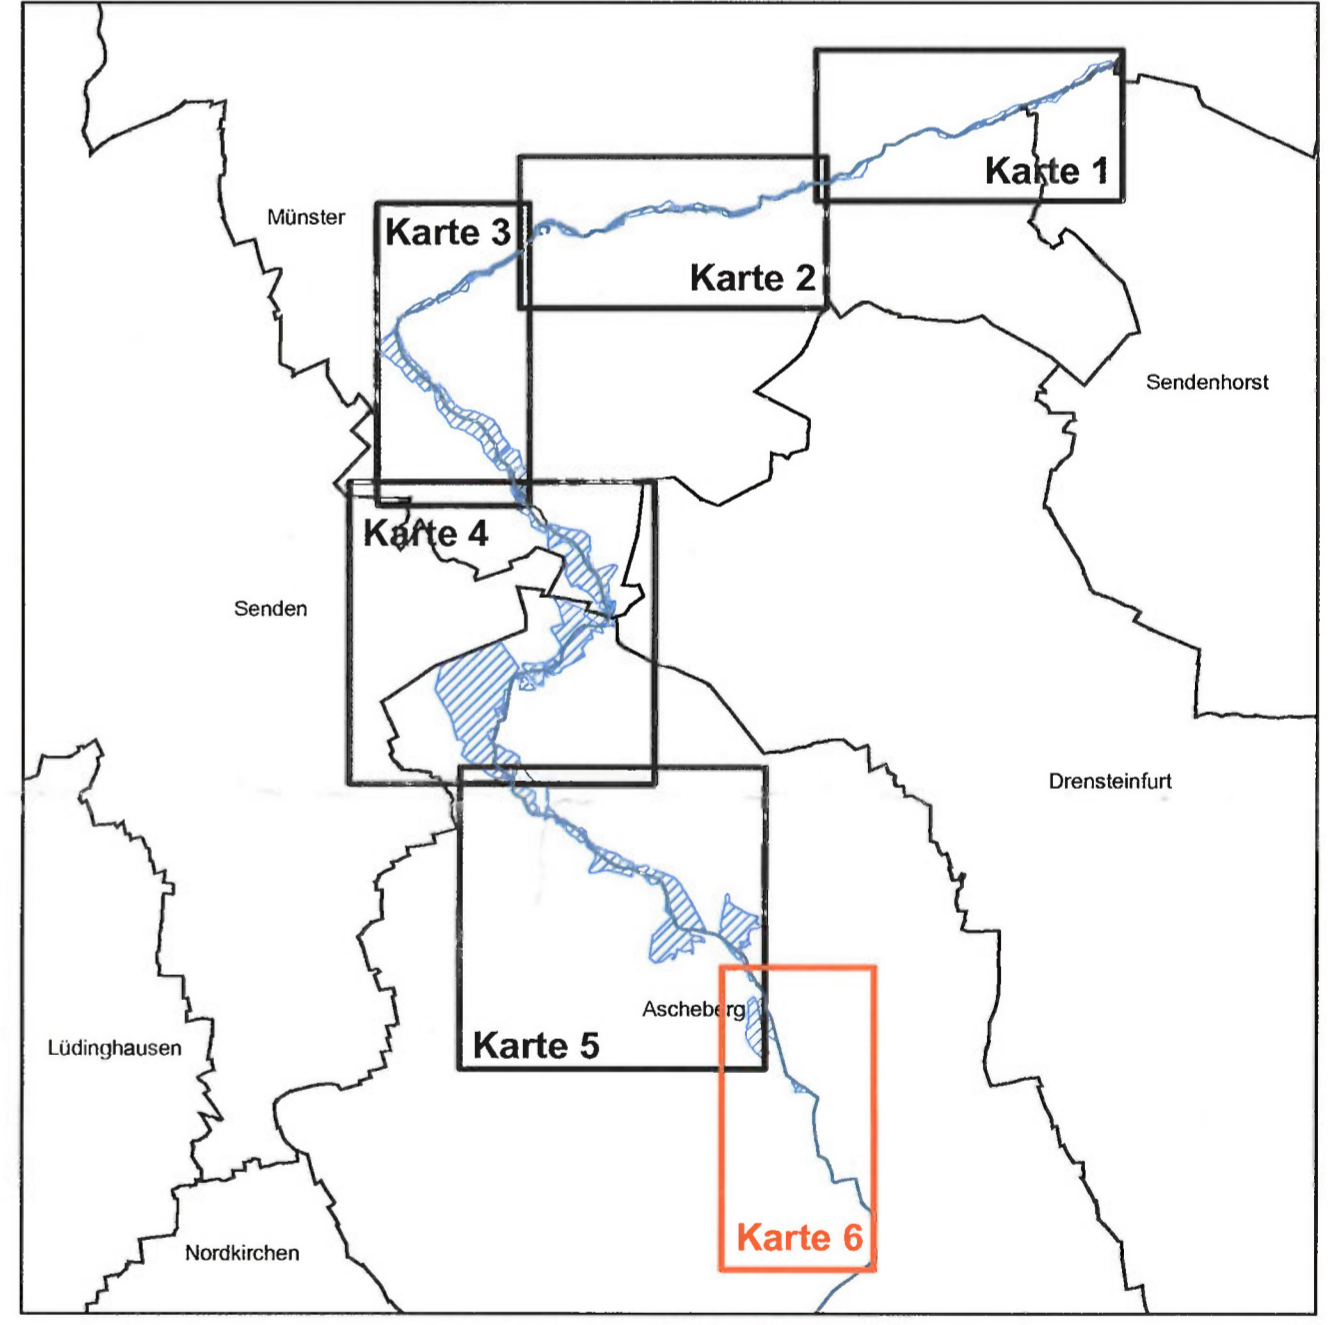 Karte 1
Münster
Karte 3
Karte 2
Sendenhorst
Karte 4
Senden
Drensteinfurt
Ascheberg
Karte 5
Lüdinghausen
Karte 6
Nordkirchen